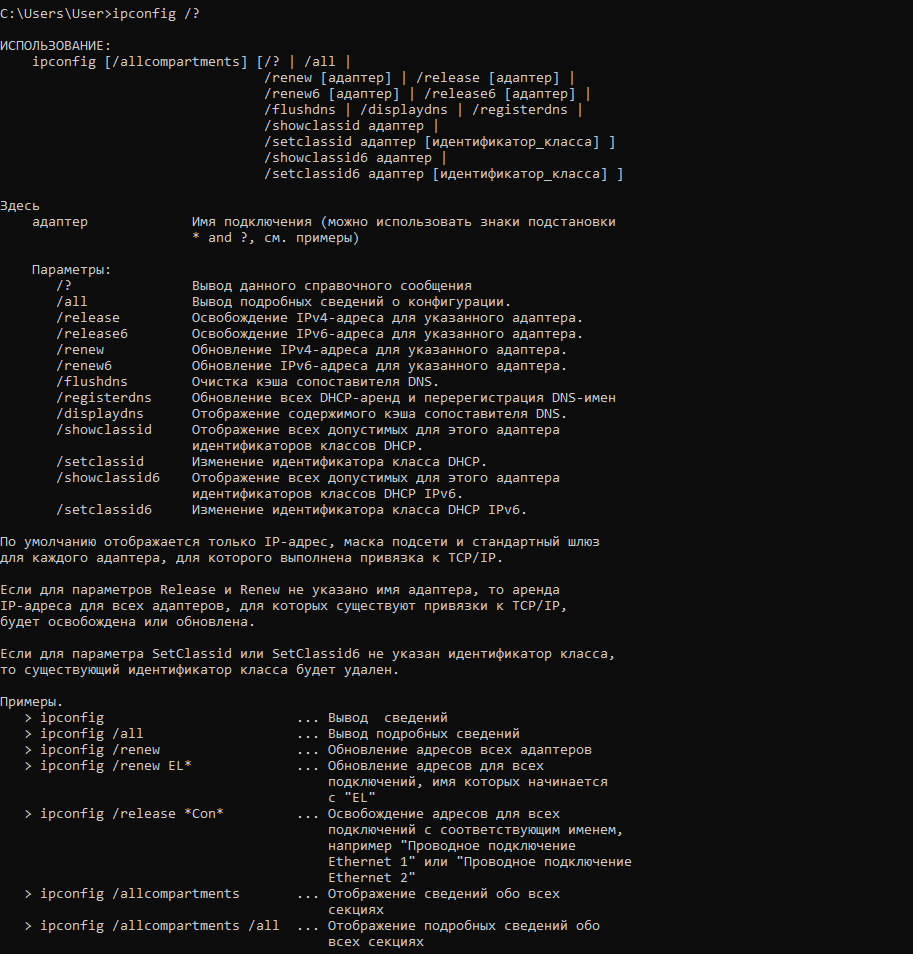 C:\Users\User>ipconfig /?
ИСПОЛЬЗОВАНИЕ:
ipconfig [/allcompartments] [/? | /all |
/renew [адаптер] | /release [адаптер] |
/renew6 [адаптер] | /release6 [адаптер] |
/flushdns | /displaydns | /registerdns |
/showclassid адаптер |
/setclassid адаптер [идентификатор_класса] ]
/showclassid6 адаптер |
/setclassid6 адаптер [идентификатор_класса] ]
Здесь
адаптер Имя подключения (можно использовать знаки подстановки
* and ?, см. примеры)
Параметры:
/? Вывод данного справочного сообщения
/all Вывод подробных сведений о конфигурации.
/release Освобождение IPv4-адреса для указанного адаптера.
/release6 Освобождение IPv6-адреса для указанного адаптера.
/renew Обновление IPv4-адреса для указанного адаптера.
/renew6 Обновление IPv6-адреса для указанного адаптера.
/flushdns Очистка кэша сопоставителя DNS.
/registerdns Обновление всех DHCP-аренд и перерегистрация DNS-имен
/displaydns Отображение содержимого кэша сопоставителя DNS.
/showclassid Отображение всех допустимых для этого адаптера
идентификаторов классов DHCP.
/setclassid Изменение идентификатора класса DHCP.
/showclassid6 Отображение всех допустимых для этого адаптера
идентификаторов классов DHCP IPv6.
/setclassid6 Изменение идентификатора класса DHCP IPv6.
По умолчанию отображается только IP-адрес, маска подсети и стандартный шлюз
для каждого адаптера, для которого выполнена привязка к TCP/IP.
Если для параметров Release и Renew не указано имя адаптера, то аренда
IP-адреса для всех адаптеров, для которых существуют привязки к TCP/IP,
будет освобождена или обновлена.
Если для параметра SetClassid или SetClassid6 не указан идентификатор класса,
то существующий идентификатор класса будет удален.
Примеры.
> ipconfig ... Вывод  сведений
> ipconfig /all ... Вывод подробных сведений
> ipconfig /renew ... Обновление адресов всех адаптеров
> ipconfig /renew EL* ... Обновление адресов для всех
подключений, имя которых начинается
с "EL"
> ipconfig /release *Con* ... Освобождение адресов для всех
подключений с соответствующим именем,
например "Проводное подключение
Ethernet 1" или "Проводное подключение
Ethernet 2"
> ipconfig /allcompartments ... Отображение сведений обо всех
секциях
> ipconfig /allcompartments /all ... Отображение подробных сведений обо
всех секциях